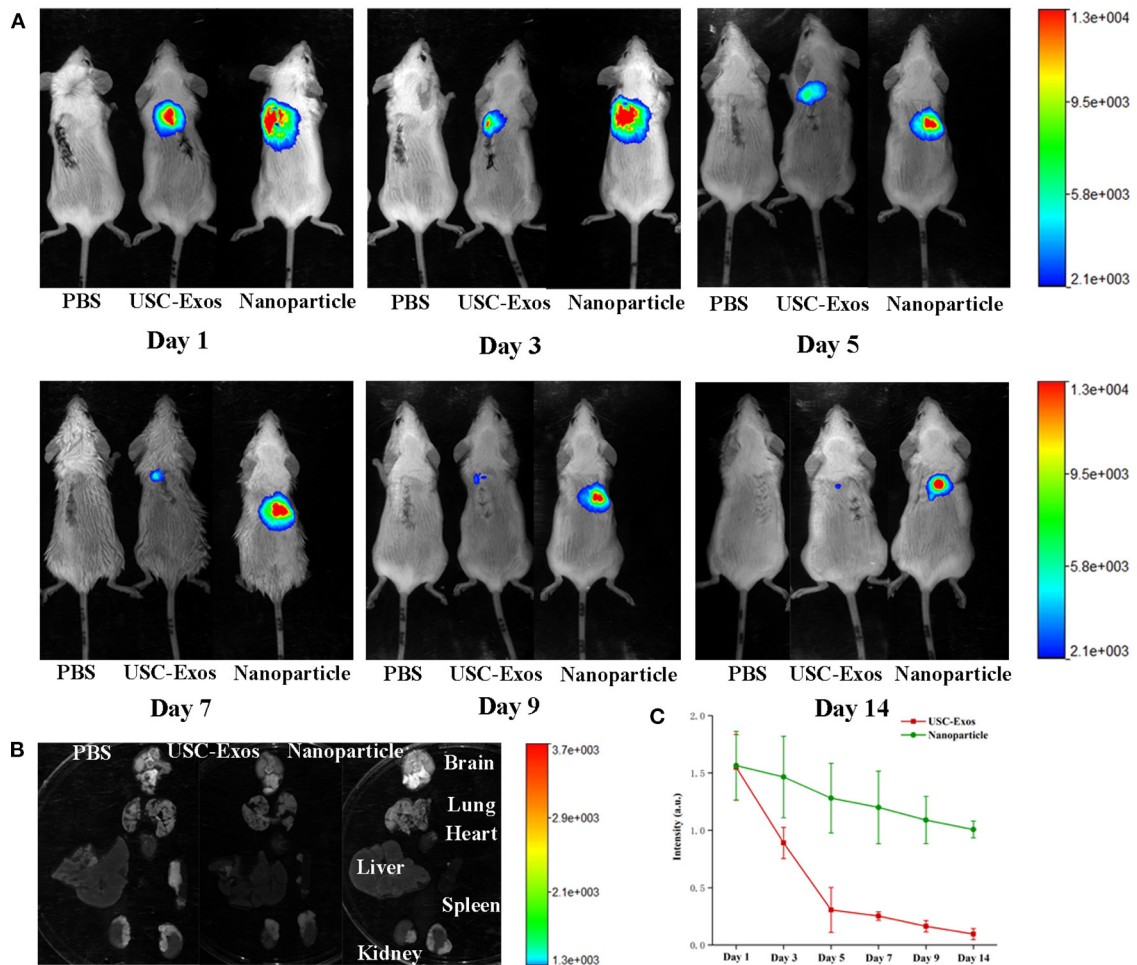 A
PBS USC-Exos Nanoparticle
Day 1
PBS USC-Exos Nanoparticle
Day 3
PBS USC-Exos Nanoparticle
Day 5
1.3e+004
9.5e+003
5.8e+003
2.1e+003
PBS USC-Exos Nanoparticle
Day 7
PBS USC-Exos Nanoparticle
Day 9
PBS USC-Exos Nanoparticle
Day 14
1.3e+004
9.5e+003
5.8e+003
2.1e+003
B
PBS USC-Exos Nanoparticle
Brain
Lung
Heart
Liver
Spleen
Kidney
3.7e+003
2.9e+003
2.1e+003
1.3e+003
C
USC-Exos
Nanoparticle
Intensity (a.u.)
2.0
1.5
1.0
0.5
0.0
Day 1 Day 3 Day 5 Day 7 Day 9 Day 14